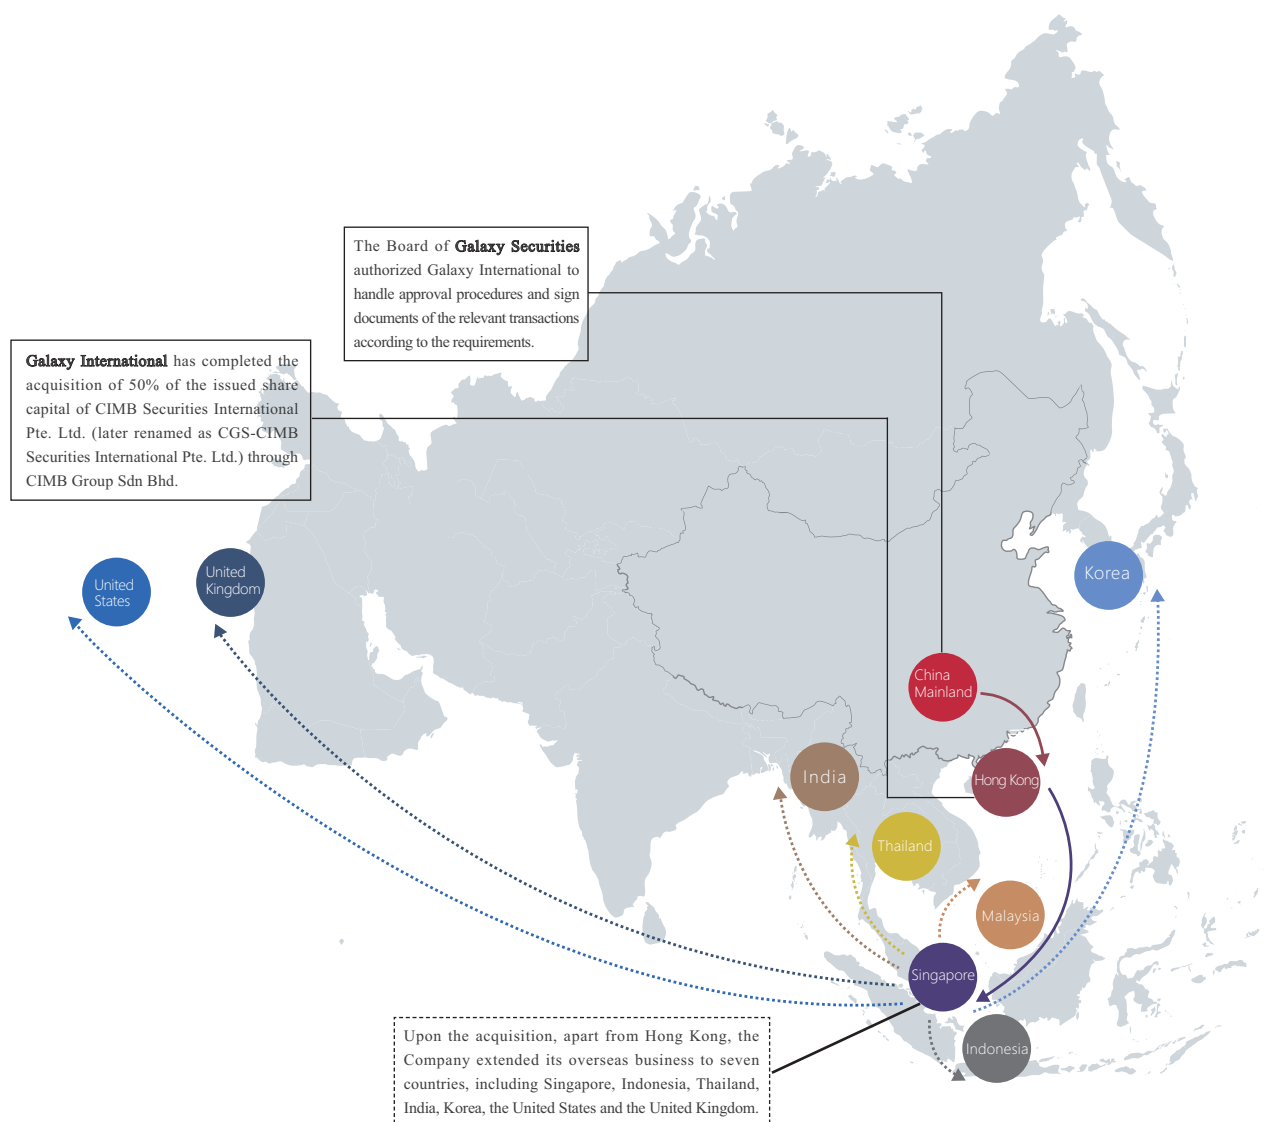 The Board of Galaxy Securities
authorized Galaxy International to
handle approval procedures and sign
documents of the relevant transactions
according to the requirements.
Galaxy International has completed the
acquisition of 50% of the issued share
capital of CIMB Securities International
Pte. Ltd. (later renamed as CGS-CIMB
Securities International Pte. Ltd.) through
CIMB Group Sdn Bhd.
United
States
United
Kingdom
Korea
China
Mainland
India
Hong Kong
Thailand
Malaysia
Singapore
Indonesia
Upon the acquisition, apart from Hong Kong, the
Company extended its overseas business to seven
countries, including Singapore, Indonesia, Thailand,
India, Korea, the United States and the United Kingdom.